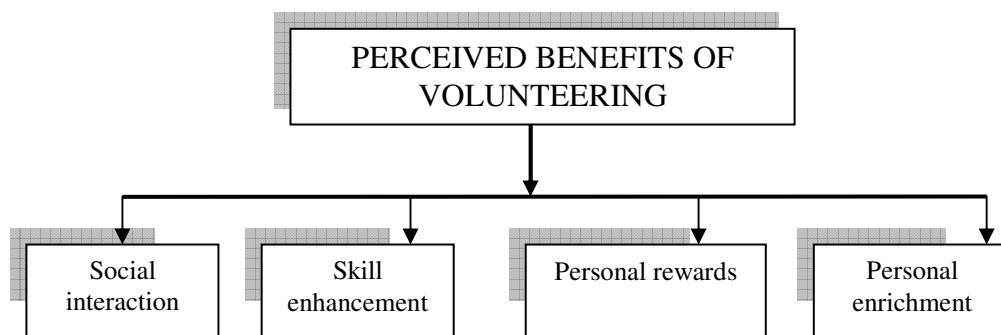 PERCEIVED BENEFITS OF
VOLUNTEERING
Social
interaction
Skill
enhancement
Personal rewards
Personal
enrichment